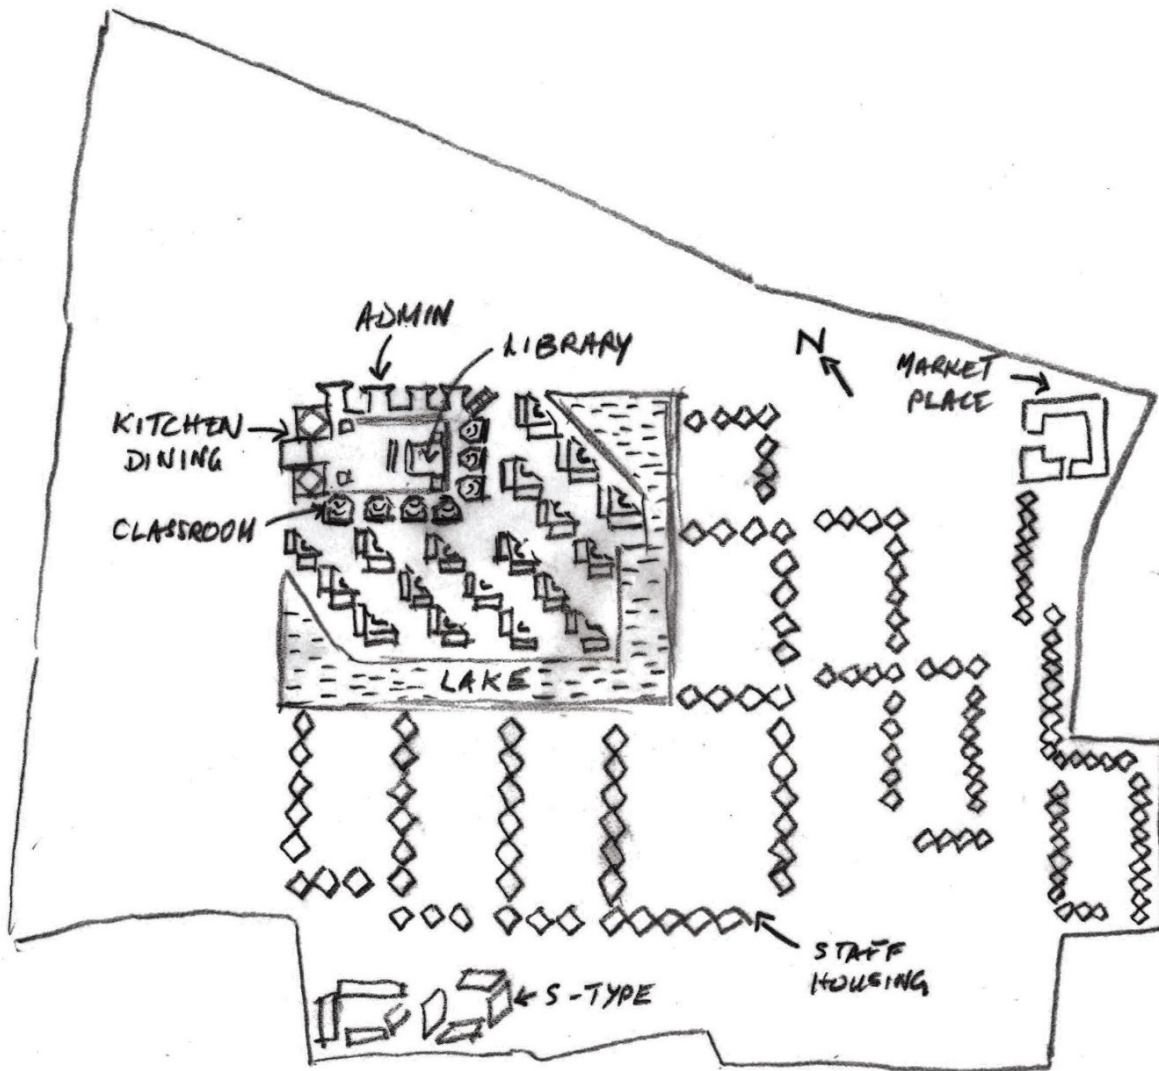 ADMIN
LIBRARY
N
MARKET
PLACE
KITCHEN
DINING
CLASSROOM
LAKE
STAFF
HOUSING
S-TYPE